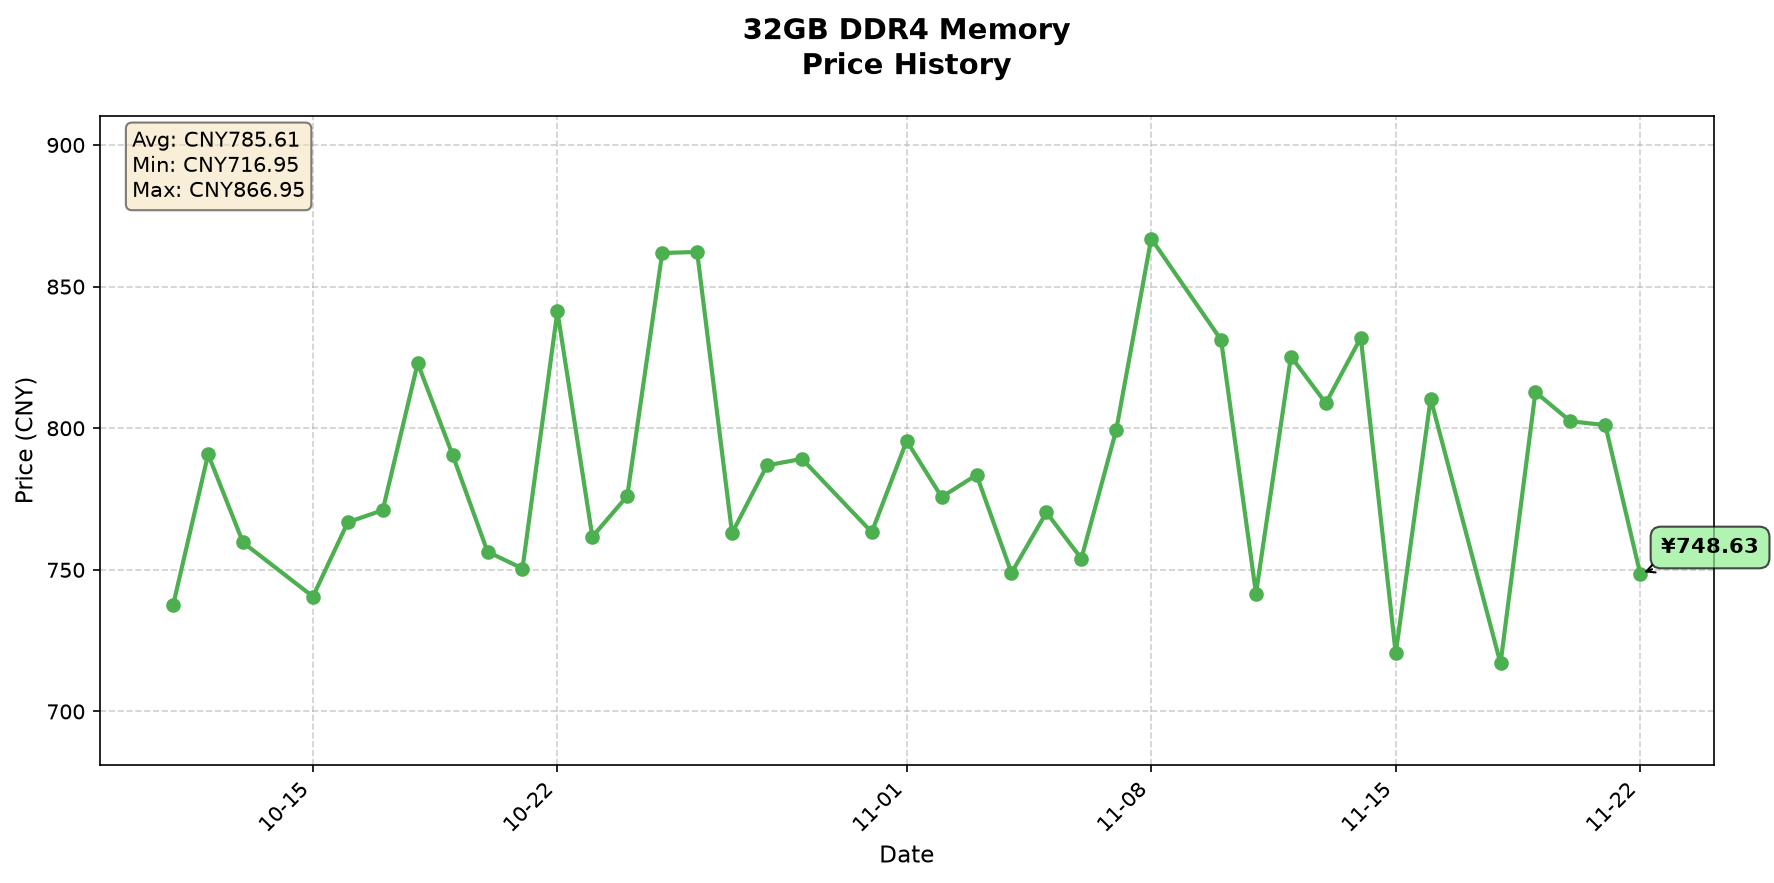 32GB DDR4 Memory
Price History
Avg: CNY785.61
Min: CNY716.95
Max: CNY866.95
900
850
800
750
700
Price (CNY)
¥748.63
10-15
10-22
11-01
11-08
11-15
11-22
Date